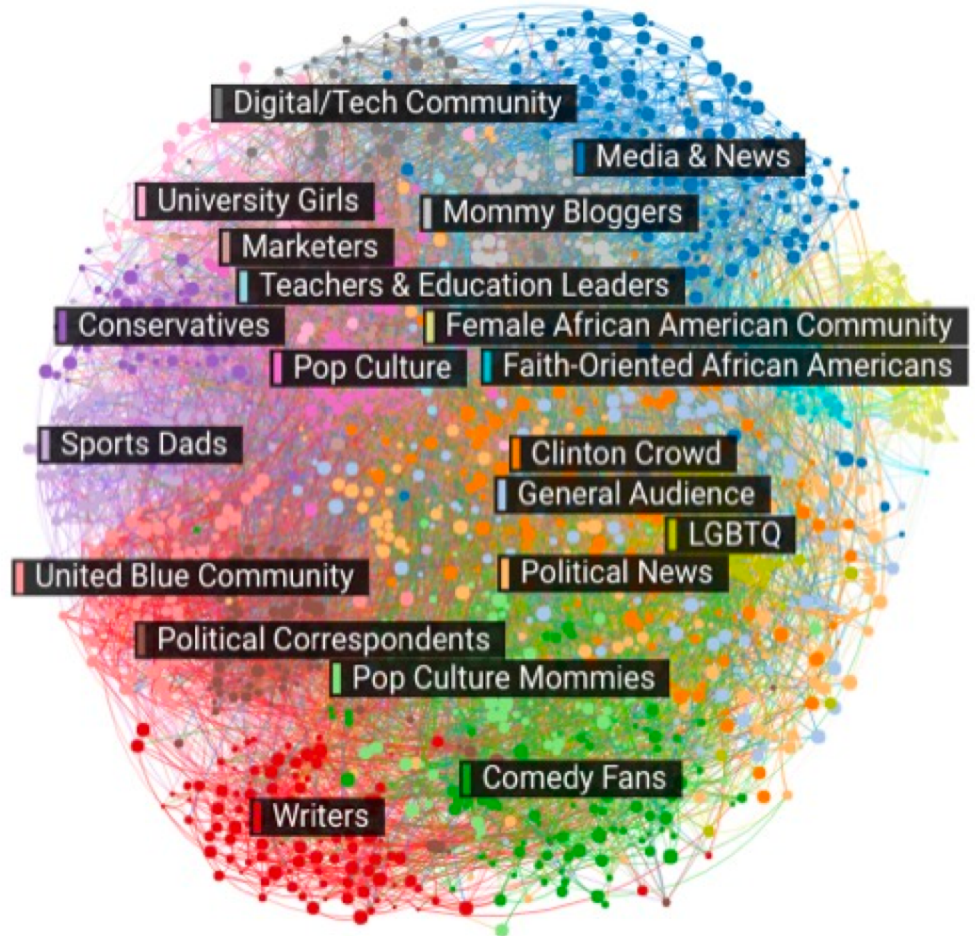 Digital/Tech Community
Media & News
University Girls
Mommy Bloggers
Marketers
Teachers & Education Leaders
Conservatives
Female African American Community
Pop Culture
Faith-Oriented African Americans
Sports Dads
Clinton Crowd
General Audience
LGBTQ
United Blue Community
Political News
Political Correspondents
Pop Culture Mommies
Comedy Fans
Writers